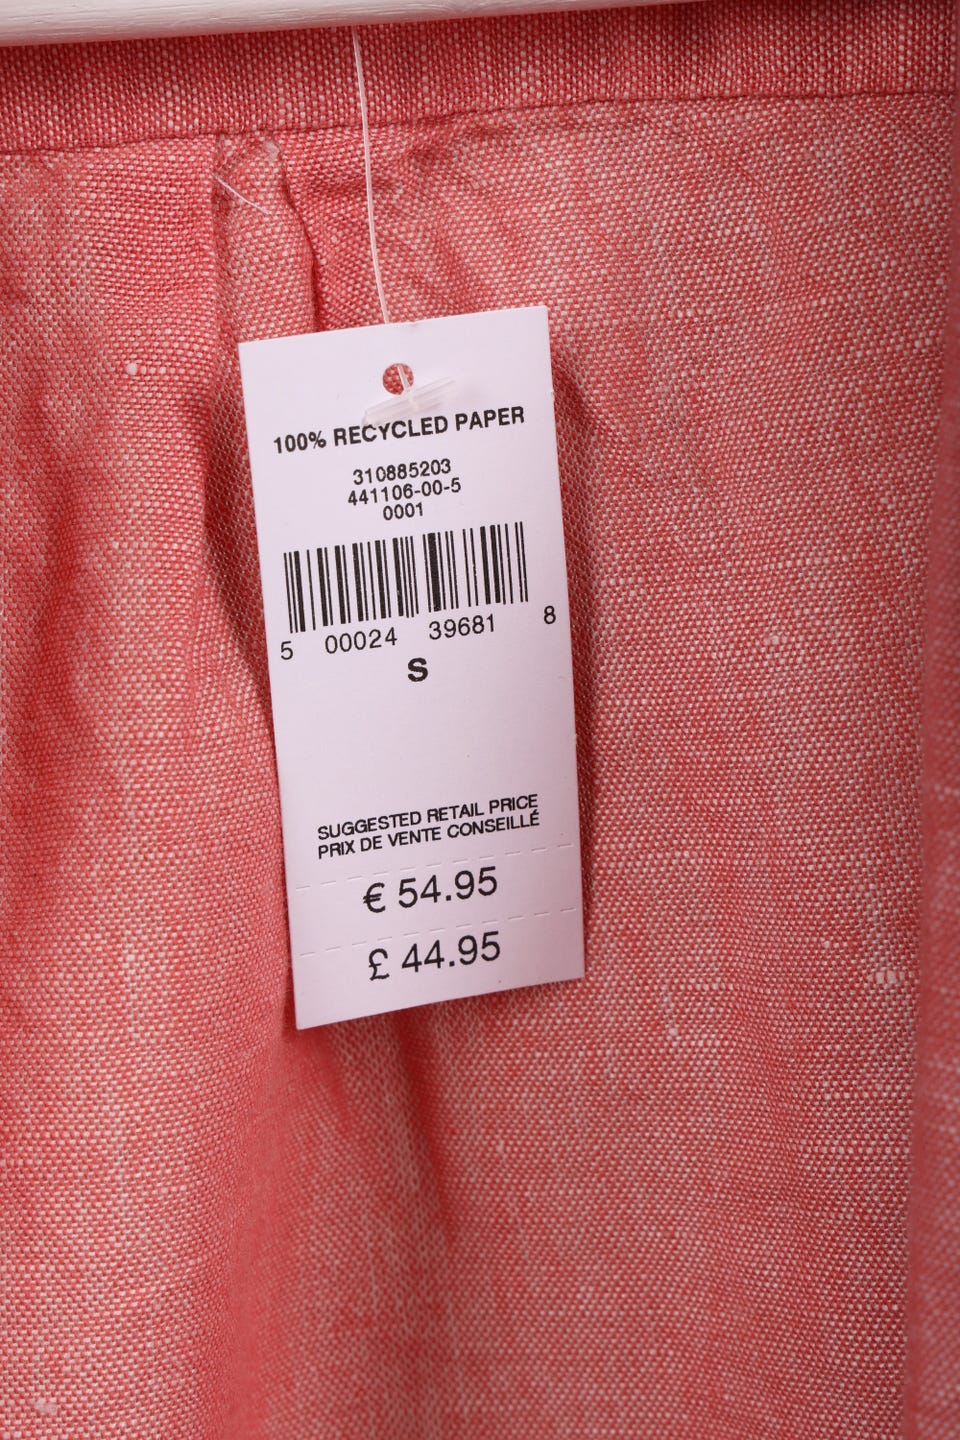 100% RECYCLED PAPER
310885203
441106-00-5
0001
5 00024 39681 8
S
SUGGESTED RETAIL PRICE
PRIX DE VENTE CONSEILLÉ
€ 54.95
£ 44.95